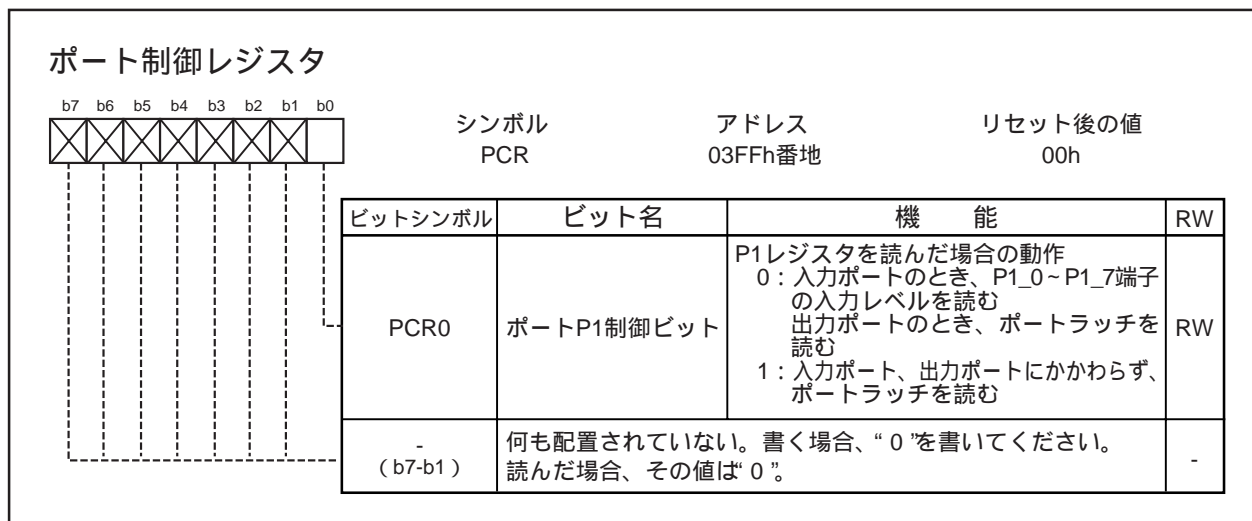 ポート制御レジスタ
b7 b6 b5 b4 b3 b2 b1 b0
シンボル アドレス リセット後の値
PCR 03FFh番地 00h
ビットシンボル ビット名 機 能 RW
PCR0 ポートP1制御ビット RW
P1レジスタを読んだ場合の動作
0：入力ポートのとき、P1_0~P1_7端子
の入力レベルを読む
出力ポートのとき、ポートラッチを
読む
1：入力ポート、出力ポートにかかわらず、
ポートラッチを読む
-
（b7-b1）
何も配置されていない。書く場合、“0”を書いてください。
読んだ場合、その値は“0”。
-